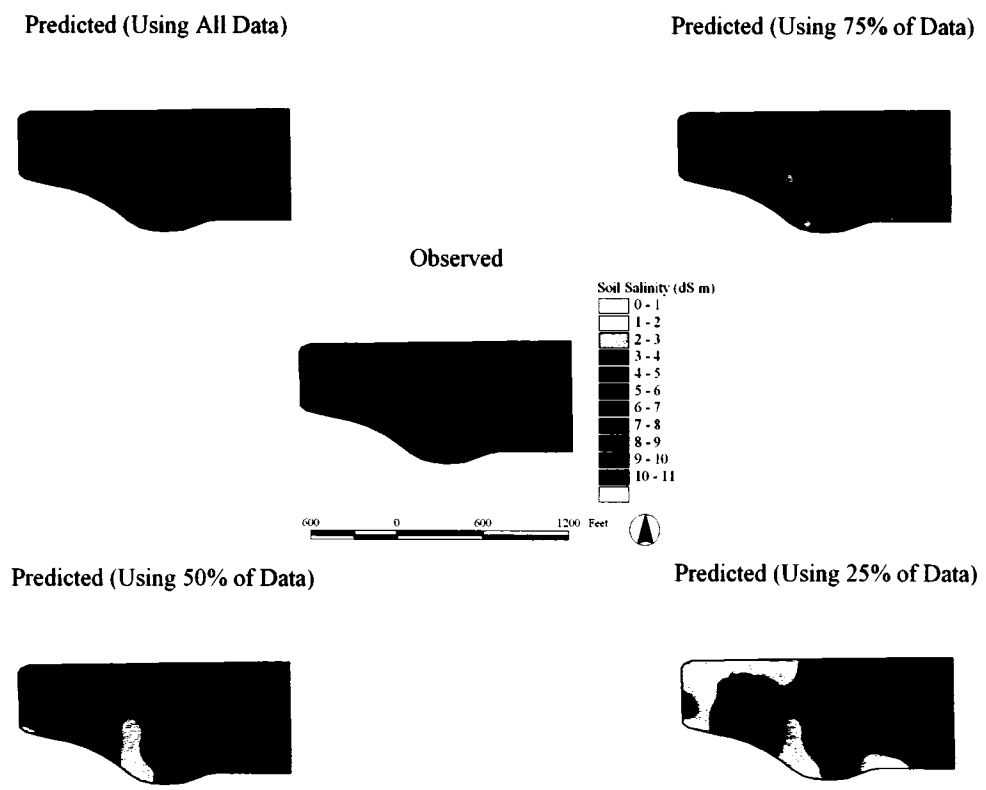 Predicted (Using All Data)
Predicted (Using 75% of Data)
Observed
Soil Salinity (dS m)
0 - 1
1 - 2
2 - 3
3 - 4
4 - 5
5 - 6
6 - 7
7 - 8
8 - 9
9 - 10
10 - 11
600 0 600 1200 Feet
Predicted (Using 50% of Data)
Predicted (Using 25% of Data)